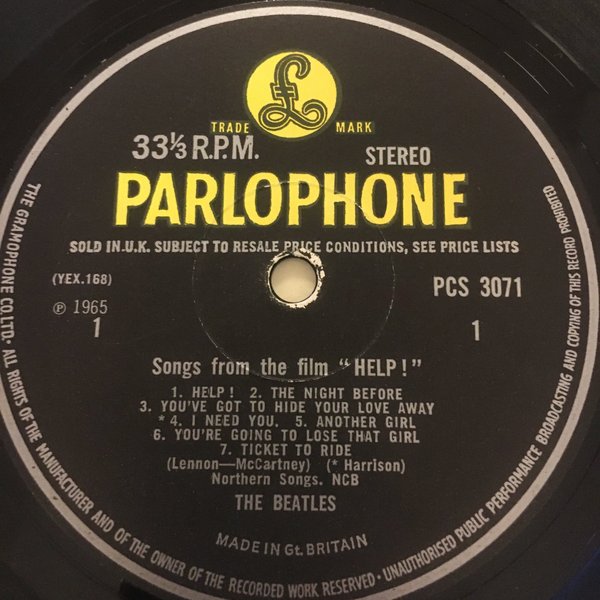 £
TRADE MARK
33⅓ R.P.M. STEREO
PARLOPHONE
SOLD IN U.K. SUBJECT TO RESALE PRICE CONDITIONS, SEE PRICE LISTS
(YEX.168) PCS 3071
℗ 1965
1 1
Songs from the film "HELP!"
1. HELP! 2. THE NIGHT BEFORE
3. YOU'VE GOT TO HIDE YOUR LOVE AWAY
* 4. I NEED YOU. 5. ANOTHER GIRL
6. YOU'RE GOING TO LOSE THAT GIRL
7. TICKET TO RIDE
(Lennon—McCartney) (* Harrison)
Northern Songs. NCB
THE BEATLES
MADE IN Gt. BRITAIN
THE GRAMOPHONE CO. LTD. ALL RIGHTS OF THE MANUFACTURER AND OF THE OWNER OF THE RECORDED WORK RESERVED · UNAUTHORISED PUBLIC PERFORMANCE BROADCASTING AND COPYING OF THIS RECORD PROHIBITED